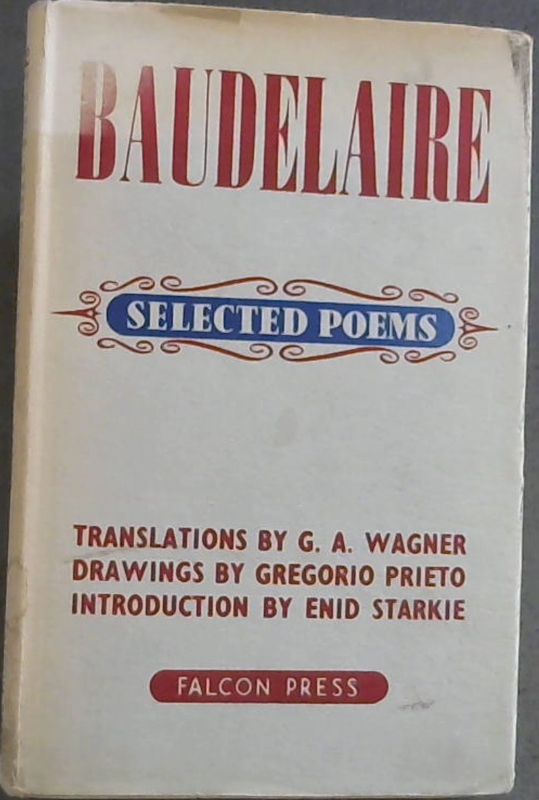 BAUDELAIRE
SELECTED POEMS
TRANSLATIONS BY G. A. WAGNER
DRAWINGS BY GREGORIO PRIETO
INTRODUCTION BY ENID STARKIE
FALCON PRESS